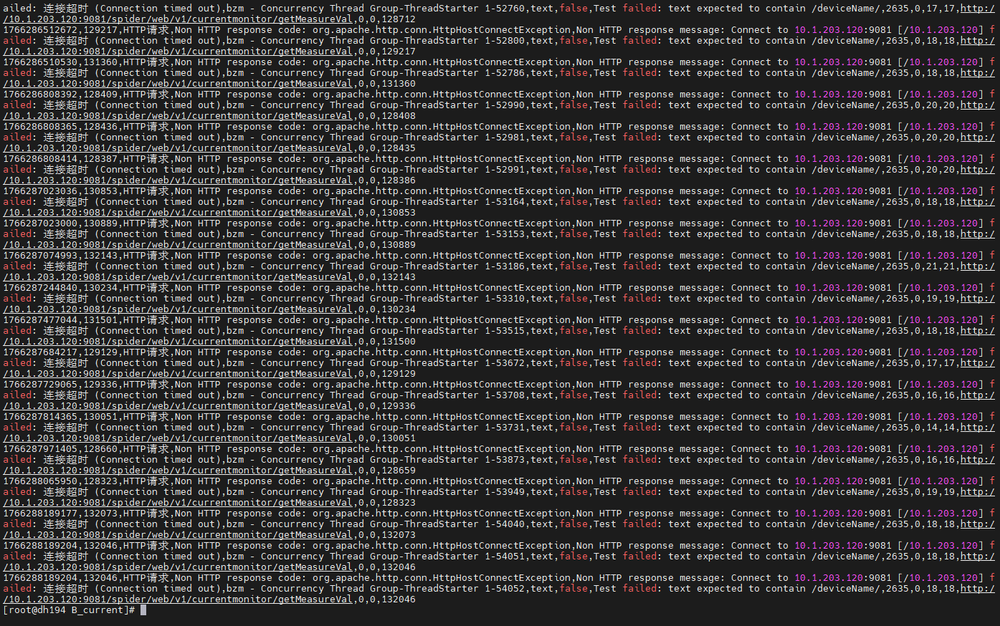 ailed: 连接超时 (Connection timed out),bzm - Concurrency Thread Group-ThreadStarter 1-52760,text,false,Test failed: text expected to contain /deviceName/,2635,0,17,17,http:/
/10.1.203.120:9081/spider/web/v1/currentmonitor/getMeasureVal,0,0,128712
1766286512672,129217,HTTP请求,Non HTTP response code: org.apache.http.conn.HttpHostConnectException,Non HTTP response message: Connect to 10.1.203.120:9081 [/10.1.203.120] f
ailed: 连接超时 (Connection timed out),bzm - Concurrency Thread Group-ThreadStarter 1-52800,text,false,Test failed: text expected to contain /deviceName/,2635,0,18,18,http:/
/10.1.203.120:9081/spider/web/v1/currentmonitor/getMeasureVal,0,0,129217
1766286510530,131360,HTTP请求,Non HTTP response code: org.apache.http.conn.HttpHostConnectException,Non HTTP response message: Connect to 10.1.203.120:9081 [/10.1.203.120] f
ailed: 连接超时 (Connection timed out),bzm - Concurrency Thread Group-ThreadStarter 1-52786,text,false,Test failed: text expected to contain /deviceName/,2635,0,18,18,http:/
/10.1.203.120:9081/spider/web/v1/currentmonitor/getMeasureVal,0,0,131360
1766286808392,128409,HTTP请求,Non HTTP response code: org.apache.http.conn.HttpHostConnectException,Non HTTP response message: Connect to 10.1.203.120:9081 [/10.1.203.120] f
ailed: 连接超时 (Connection timed out),bzm - Concurrency Thread Group-ThreadStarter 1-52990,text,false,Test failed: text expected to contain /deviceName/,2635,0,20,20,http:/
/10.1.203.120:9081/spider/web/v1/currentmonitor/getMeasureVal,0,0,128408
1766286808365,128436,HTTP请求,Non HTTP response code: org.apache.http.conn.HttpHostConnectException,Non HTTP response message: Connect to 10.1.203.120:9081 [/10.1.203.120] f
ailed: 连接超时 (Connection timed out),bzm - Concurrency Thread Group-ThreadStarter 1-52981,text,false,Test failed: text expected to contain /deviceName/,2635,0,20,20,http:/
/10.1.203.120:9081/spider/web/v1/currentmonitor/getMeasureVal,0,0,128435
1766286808414,128387,HTTP请求,Non HTTP response code: org.apache.http.conn.HttpHostConnectException,Non HTTP response message: Connect to 10.1.203.120:9081 [/10.1.203.120] f
ailed: 连接超时 (Connection timed out),bzm - Concurrency Thread Group-ThreadStarter 1-52991,text,false,Test failed: text expected to contain /deviceName/,2635,0,20,20,http:/
/10.1.203.120:9081/spider/web/v1/currentmonitor/getMeasureVal,0,0,128386
1766287023036,130853,HTTP请求,Non HTTP response code: org.apache.http.conn.HttpHostConnectException,Non HTTP response message: Connect to 10.1.203.120:9081 [/10.1.203.120] f
ailed: 连接超时 (Connection timed out),bzm - Concurrency Thread Group-ThreadStarter 1-53164,text,false,Test failed: text expected to contain /deviceName/,2635,0,18,18,http:/
/10.1.203.120:9081/spider/web/v1/currentmonitor/getMeasureVal,0,0,130853
1766287023000,130889,HTTP请求,Non HTTP response code: org.apache.http.conn.HttpHostConnectException,Non HTTP response message: Connect to 10.1.203.120:9081 [/10.1.203.120] f
ailed: 连接超时 (Connection timed out),bzm - Concurrency Thread Group-ThreadStarter 1-53153,text,false,Test failed: text expected to contain /deviceName/,2635,0,18,18,http:/
/10.1.203.120:9081/spider/web/v1/currentmonitor/getMeasureVal,0,0,130889
1766287074993,132143,HTTP请求,Non HTTP response code: org.apache.http.conn.HttpHostConnectException,Non HTTP response message: Connect to 10.1.203.120:9081 [/10.1.203.120] f
ailed: 连接超时 (Connection timed out),bzm - Concurrency Thread Group-ThreadStarter 1-53186,text,false,Test failed: text expected to contain /deviceName/,2635,0,21,21,http:/
/10.1.203.120:9081/spider/web/v1/currentmonitor/getMeasureVal,0,0,132143
1766287244840,130234,HTTP请求,Non HTTP response code: org.apache.http.conn.HttpHostConnectException,Non HTTP response message: Connect to 10.1.203.120:9081 [/10.1.203.120] f
ailed: 连接超时 (Connection timed out),bzm - Concurrency Thread Group-ThreadStarter 1-53310,text,false,Test failed: text expected to contain /deviceName/,2635,0,19,19,http:/
/10.1.203.120:9081/spider/web/v1/currentmonitor/getMeasureVal,0,0,130234
1766287477044,131501,HTTP请求,Non HTTP response code: org.apache.http.conn.HttpHostConnectException,Non HTTP response message: Connect to 10.1.203.120:9081 [/10.1.203.120] f
ailed: 连接超时 (Connection timed out),bzm - Concurrency Thread Group-ThreadStarter 1-53515,text,false,Test failed: text expected to contain /deviceName/,2635,0,18,18,http:/
/10.1.203.120:9081/spider/web/v1/currentmonitor/getMeasureVal,0,0,131500
1766287684217,129129,HTTP请求,Non HTTP response code: org.apache.http.conn.HttpHostConnectException,Non HTTP response message: Connect to 10.1.203.120:9081 [/10.1.203.120] f
ailed: 连接超时 (Connection timed out),bzm - Concurrency Thread Group-ThreadStarter 1-53672,text,false,Test failed: text expected to contain /deviceName/,2635,0,17,17,http:/
/10.1.203.120:9081/spider/web/v1/currentmonitor/getMeasureVal,0,0,129129
1766287729065,129336,HTTP请求,Non HTTP response code: org.apache.http.conn.HttpHostConnectException,Non HTTP response message: Connect to 10.1.203.120:9081 [/10.1.203.120] f
ailed: 连接超时 (Connection timed out),bzm - Concurrency Thread Group-ThreadStarter 1-53708,text,false,Test failed: text expected to contain /deviceName/,2635,0,16,16,http:/
/10.1.203.120:9081/spider/web/v1/currentmonitor/getMeasureVal,0,0,129336
1766287814365,130051,HTTP请求,Non HTTP response code: org.apache.http.conn.HttpHostConnectException,Non HTTP response message: Connect to 10.1.203.120:9081 [/10.1.203.120] f
ailed: 连接超时 (Connection timed out),bzm - Concurrency Thread Group-ThreadStarter 1-53731,text,false,Test failed: text expected to contain /deviceName/,2635,0,14,14,http:/
/10.1.203.120:9081/spider/web/v1/currentmonitor/getMeasureVal,0,0,130051
1766287971405,128660,HTTP请求,Non HTTP response code: org.apache.http.conn.HttpHostConnectException,Non HTTP response message: Connect to 10.1.203.120:9081 [/10.1.203.120] f
ailed: 连接超时 (Connection timed out),bzm - Concurrency Thread Group-ThreadStarter 1-53873,text,false,Test failed: text expected to contain /deviceName/,2635,0,16,16,http:/
/10.1.203.120:9081/spider/web/v1/currentmonitor/getMeasureVal,0,0,128659
1766288065950,128323,HTTP请求,Non HTTP response code: org.apache.http.conn.HttpHostConnectException,Non HTTP response message: Connect to 10.1.203.120:9081 [/10.1.203.120] f
ailed: 连接超时 (Connection timed out),bzm - Concurrency Thread Group-ThreadStarter 1-53949,text,false,Test failed: text expected to contain /deviceName/,2635,0,19,19,http:/
/10.1.203.120:9081/spider/web/v1/currentmonitor/getMeasureVal,0,0,128323
1766288189177,132073,HTTP请求,Non HTTP response code: org.apache.http.conn.HttpHostConnectException,Non HTTP response message: Connect to 10.1.203.120:9081 [/10.1.203.120] f
ailed: 连接超时 (Connection timed out),bzm - Concurrency Thread Group-ThreadStarter 1-54040,text,false,Test failed: text expected to contain /deviceName/,2635,0,18,18,http:/
/10.1.203.120:9081/spider/web/v1/currentmonitor/getMeasureVal,0,0,132073
1766288189204,132046,HTTP请求,Non HTTP response code: org.apache.http.conn.HttpHostConnectException,Non HTTP response message: Connect to 10.1.203.120:9081 [/10.1.203.120] f
ailed: 连接超时 (Connection timed out),bzm - Concurrency Thread Group-ThreadStarter 1-54051,text,false,Test failed: text expected to contain /deviceName/,2635,0,18,18,http:/
/10.1.203.120:9081/spider/web/v1/currentmonitor/getMeasureVal,0,0,132046
1766288189204,132046,HTTP请求,Non HTTP response code: org.apache.http.conn.HttpHostConnectException,Non HTTP response message: Connect to 10.1.203.120:9081 [/10.1.203.120] f
ailed: 连接超时 (Connection timed out),bzm - Concurrency Thread Group-ThreadStarter 1-54052,text,false,Test failed: text expected to contain /deviceName/,2635,0,18,18,http:/
/10.1.203.120:9081/spider/web/v1/currentmonitor/getMeasureVal,0,0,132046
[root@dh194 B_current]#